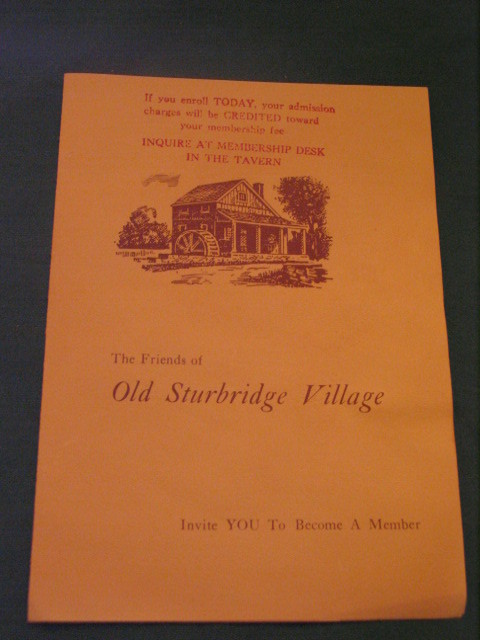 If you enroll TODAY, your admission
charges will be CREDITED toward
your membership fee
INQUIRE AT MEMBERSHIP DESK
IN THE TAVERN
The Friends of
Old Sturbridge Village
Invite YOU To Become A Member